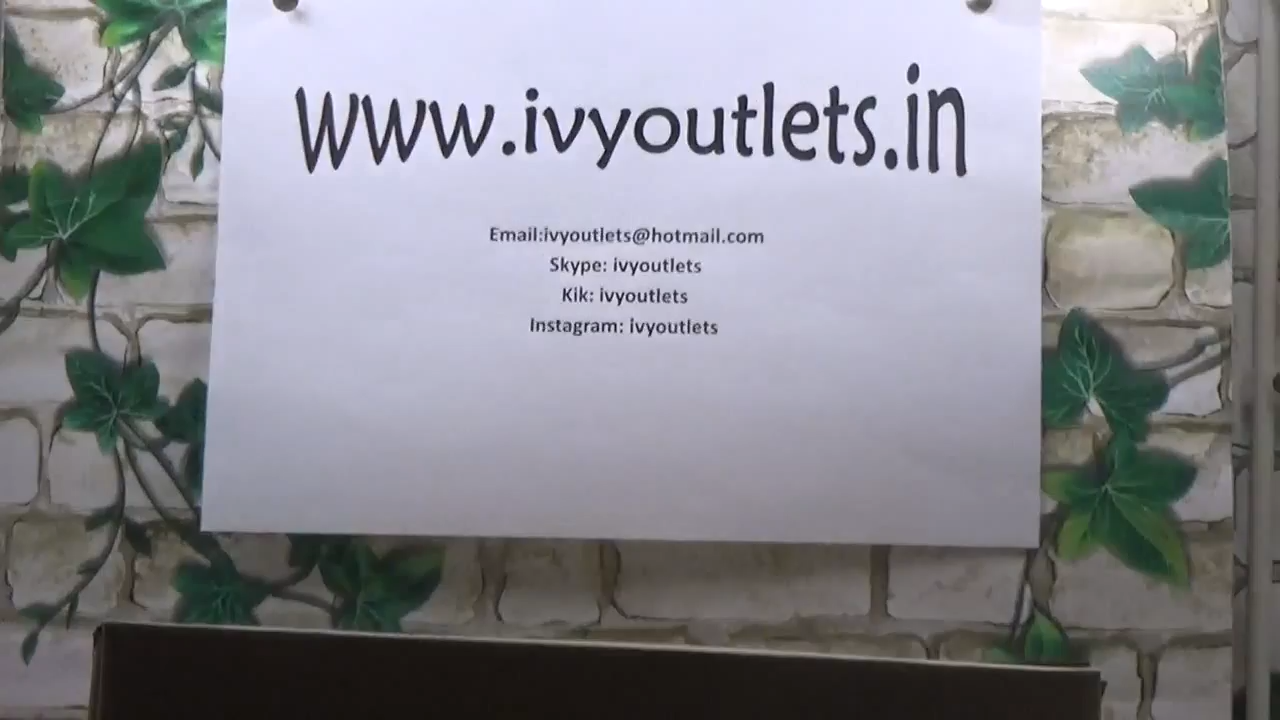 www.ivyoutlets.in
Email:ivyoutlets@hotmail.com
Skype: ivyoutlets
Kik: ivyoutlets
Instagram: ivyoutlets